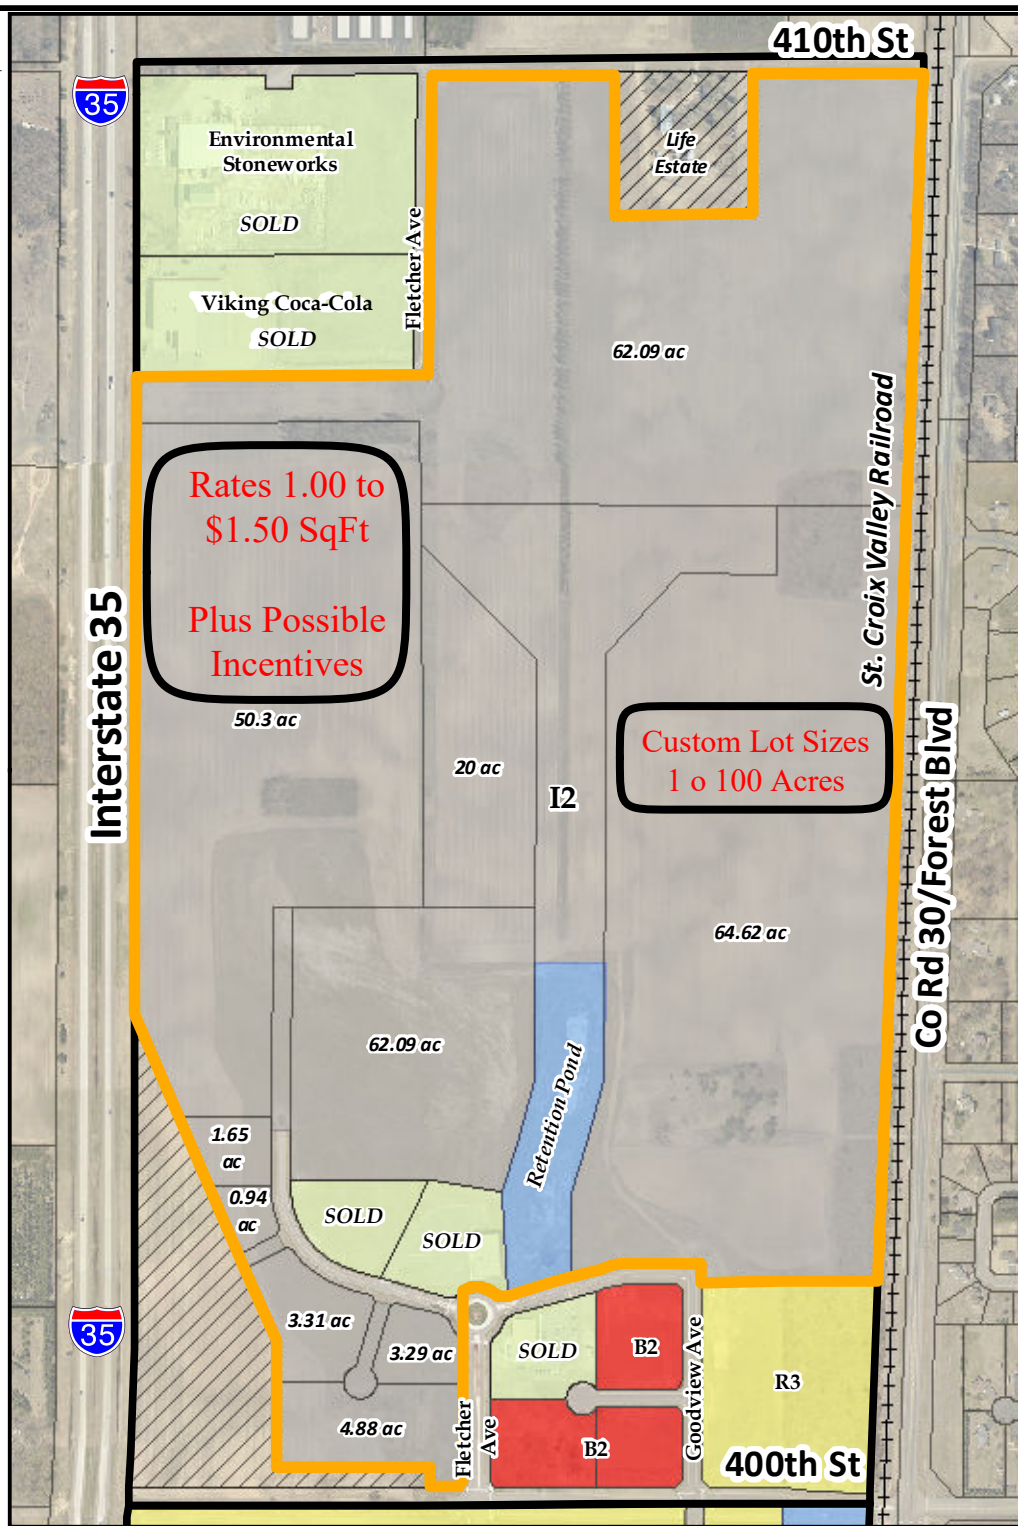 410th St
35
Environmental
Stoneworks
SOLD
Life
Estate
Fletcher Ave
Viking Coca-Cola
SOLD
62.09 ac
St. Croix Valley Railroad
Rates 1.00 to
$1.50 SqFt
Plus Possible
Incentives
Interstate 35
50.3 ac
20 ac
I2
Custom Lot Sizes
1 o 100 Acres
Co Rd 30/Forest Blvd
64.62 ac
62.09 ac
Retention Pond
1.65
ac
0.94
ac
SOLD
SOLD
35
3.31 ac
3.29 ac
SOLD
B2
Goodview Ave
R3
4.88 ac
Fletcher
Ave
B2
400th St